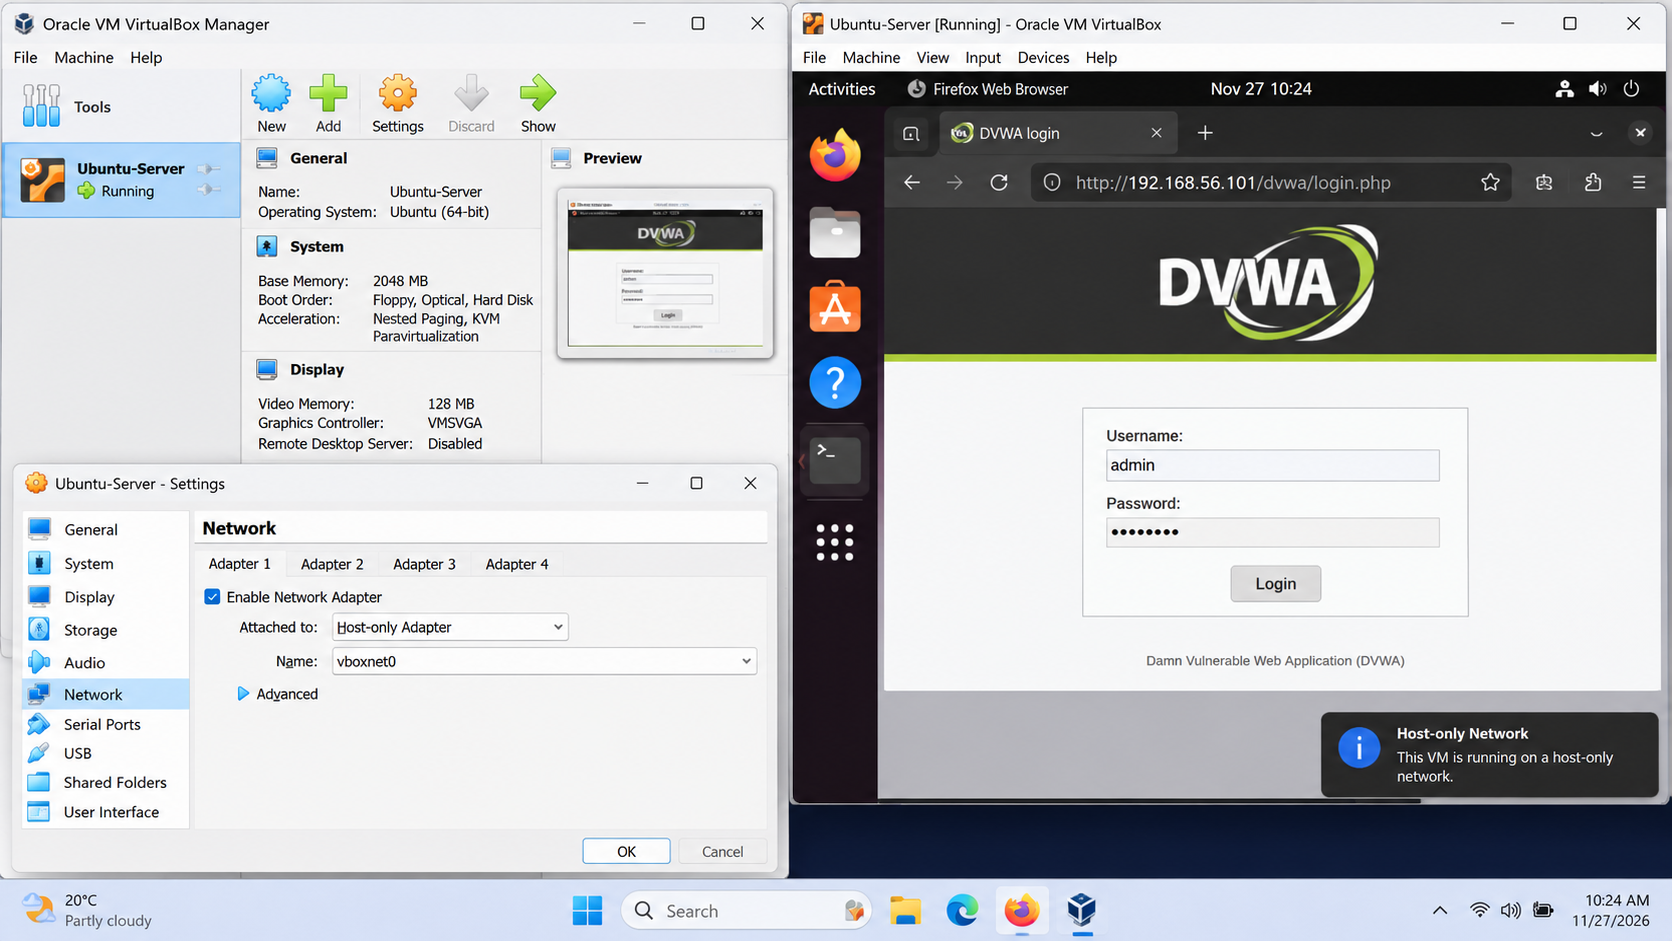 Oracle VM VirtualBox Manager
File Machine Help
Tools
New Add Settings Discard Show
Ubuntu-Server
Running
General
Name: Ubuntu-Server
Operating System: Ubuntu (64-bit)
System
Base Memory: 2048 MB
Boot Order: Floppy, Optical, Hard Disk
Acceleration: Nested Paging, KVM
Paravirtualization
Display
Video Memory: 128 MB
Graphics Controller: VMSVGA
Remote Desktop Server: Disabled
Preview
DVWA
Username:
Password:
Login
Ubuntu-Server - Settings
General
System
Display
Storage
Audio
Network
Serial Ports
USB
Shared Folders
User Interface
Network
Adapter 1 Adapter 2 Adapter 3 Adapter 4
Enable Network Adapter
Attached to: Host-only Adapter
Name: vboxnet0
Advanced
OK Cancel
Ubuntu-Server [Running] - Oracle VM VirtualBox
File Machine View Input Devices Help
Activities Firefox Web Browser Nov 27 10:24
DVWA login
http://192.168.56.101/dvwa/login.php
DVWA
Username:
admin
Password:
••••••••
Login
Damn Vulnerable Web Application (DVWA)
Host-only Network
This VM is running on a host-only
network.
20°C
Partly cloudy
Search
10:24 AM
11/27/2026